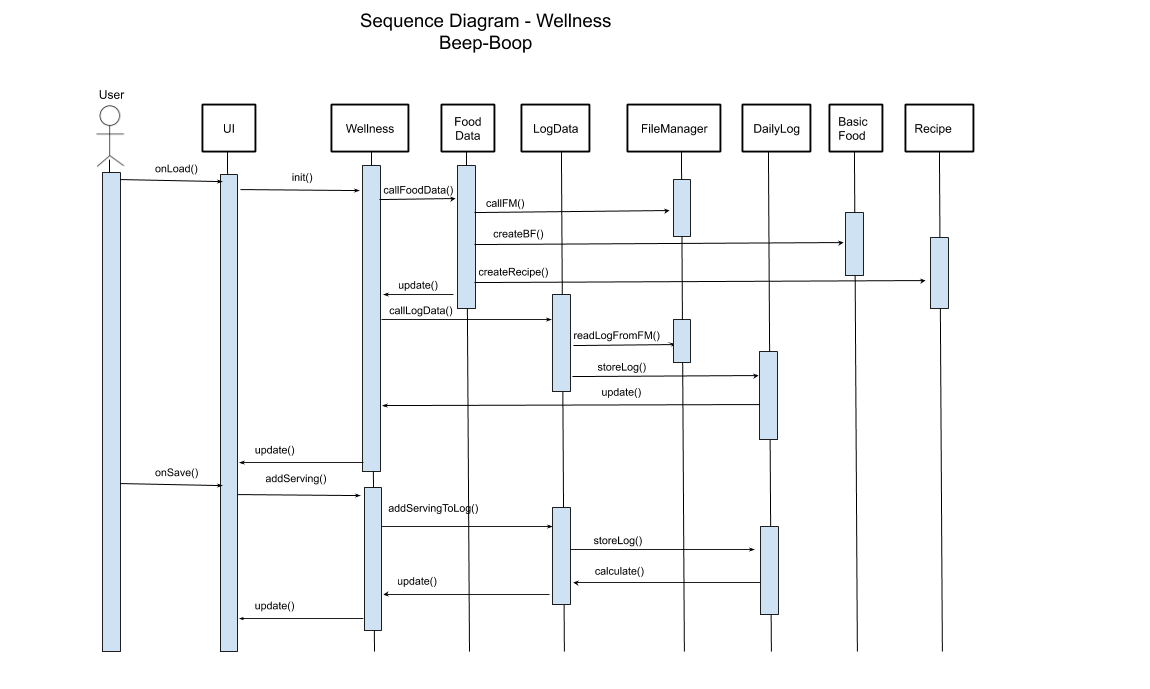 Sequence Diagram - Wellness
Beep-Boop
User
UI
Wellness
Food
Data
LogData
FileManager
DailyLog
Basic
Food
Recipe
onLoad()
init()
callFoodData()
callFM()
createBF()
createRecipe()
update()
callLogData()
readLogFromFM()
storeLog()
update()
update()
onSave()
addServing()
addServingToLog()
storeLog()
calculate()
update()
update()